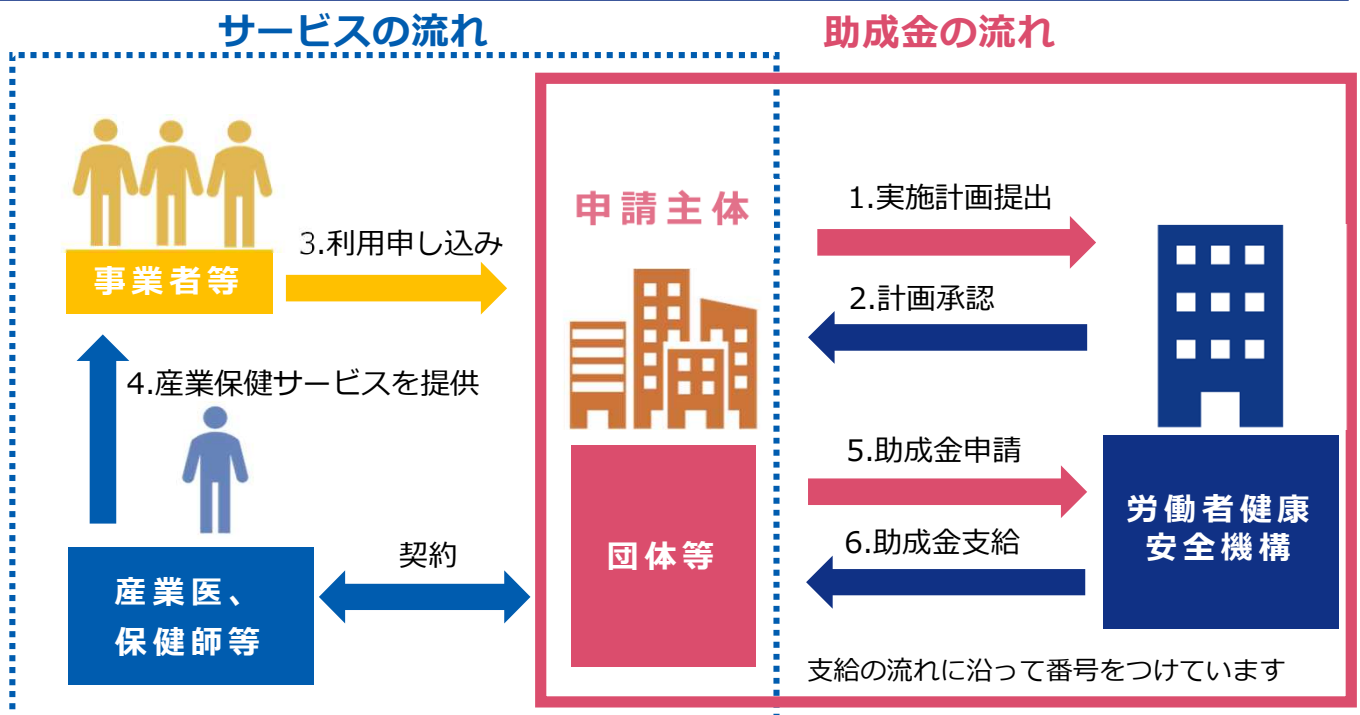 サービスの流れ
助成金の流れ
事業者等
3.利用申し込み
4.産業保健サービスを提供
産業医、
保健師等
契約
申請主体
団体等
1.実施計画提出
2.計画承認
5.助成金申請
6.助成金支給
労働者健康
安全機構
支給の流れに沿って番号をつけています